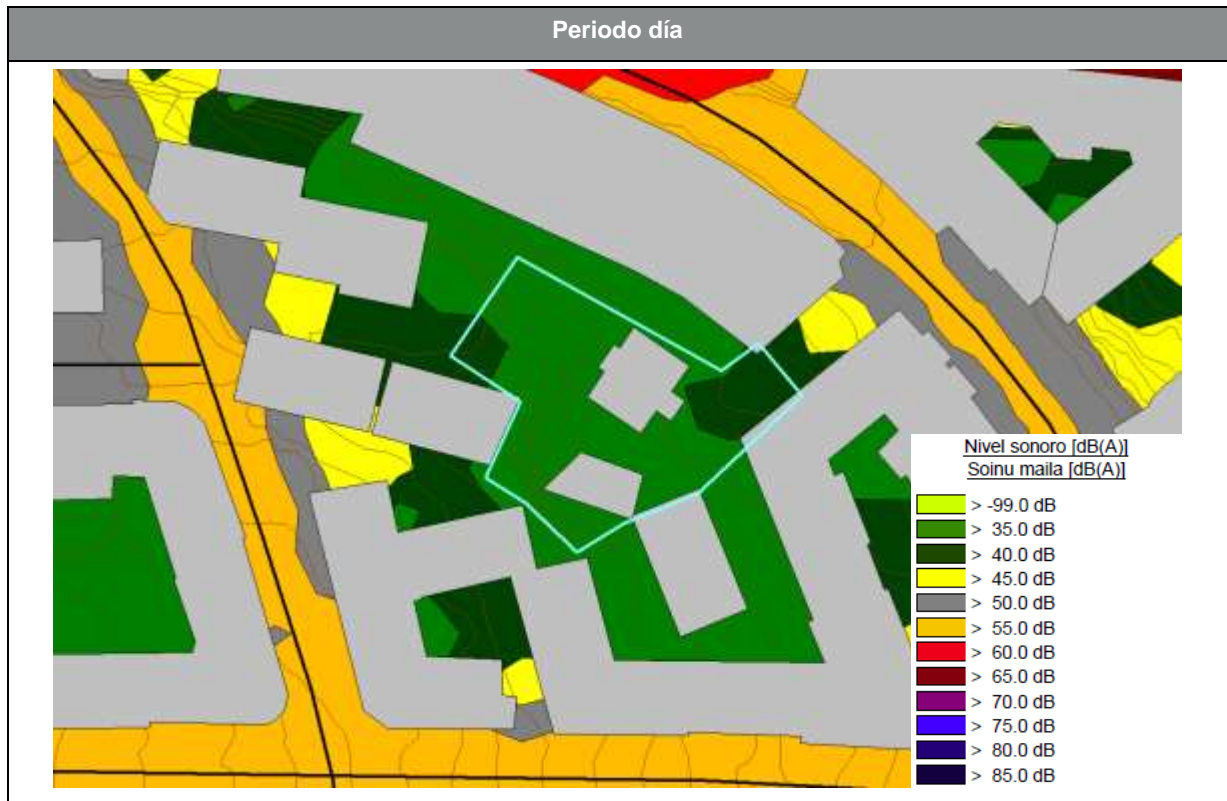 Periodo día
Nivel sonoro [dB(A)]
Soinu maila [dB(A)]
> -99.0 dB
> 35.0 dB
> 40.0 dB
> 45.0 dB
> 50.0 dB
> 55.0 dB
> 60.0 dB
> 65.0 dB
> 70.0 dB
> 75.0 dB
> 80.0 dB
> 85.0 dB